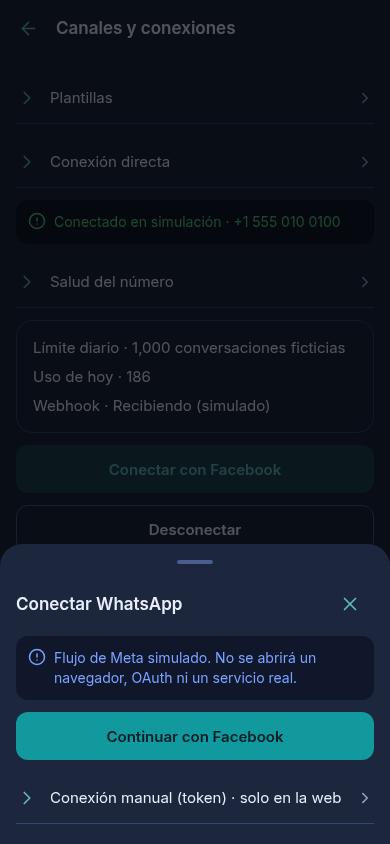 Canales y conexiones
Plantillas
Conexión directa
Conectado en simulación · +1 555 010 0100
Salud del número
Límite diario · 1,000 conversaciones ficticias
Uso de hoy · 186
Webhook · Recibiendo (simulado)
Conectar con Facebook
Desconectar
Conectar WhatsApp
Flujo de Meta simulado. No se abrirá un
navegador, OAuth ni un servicio real.
Continuar con Facebook
Conexión manual (token) · solo en la web